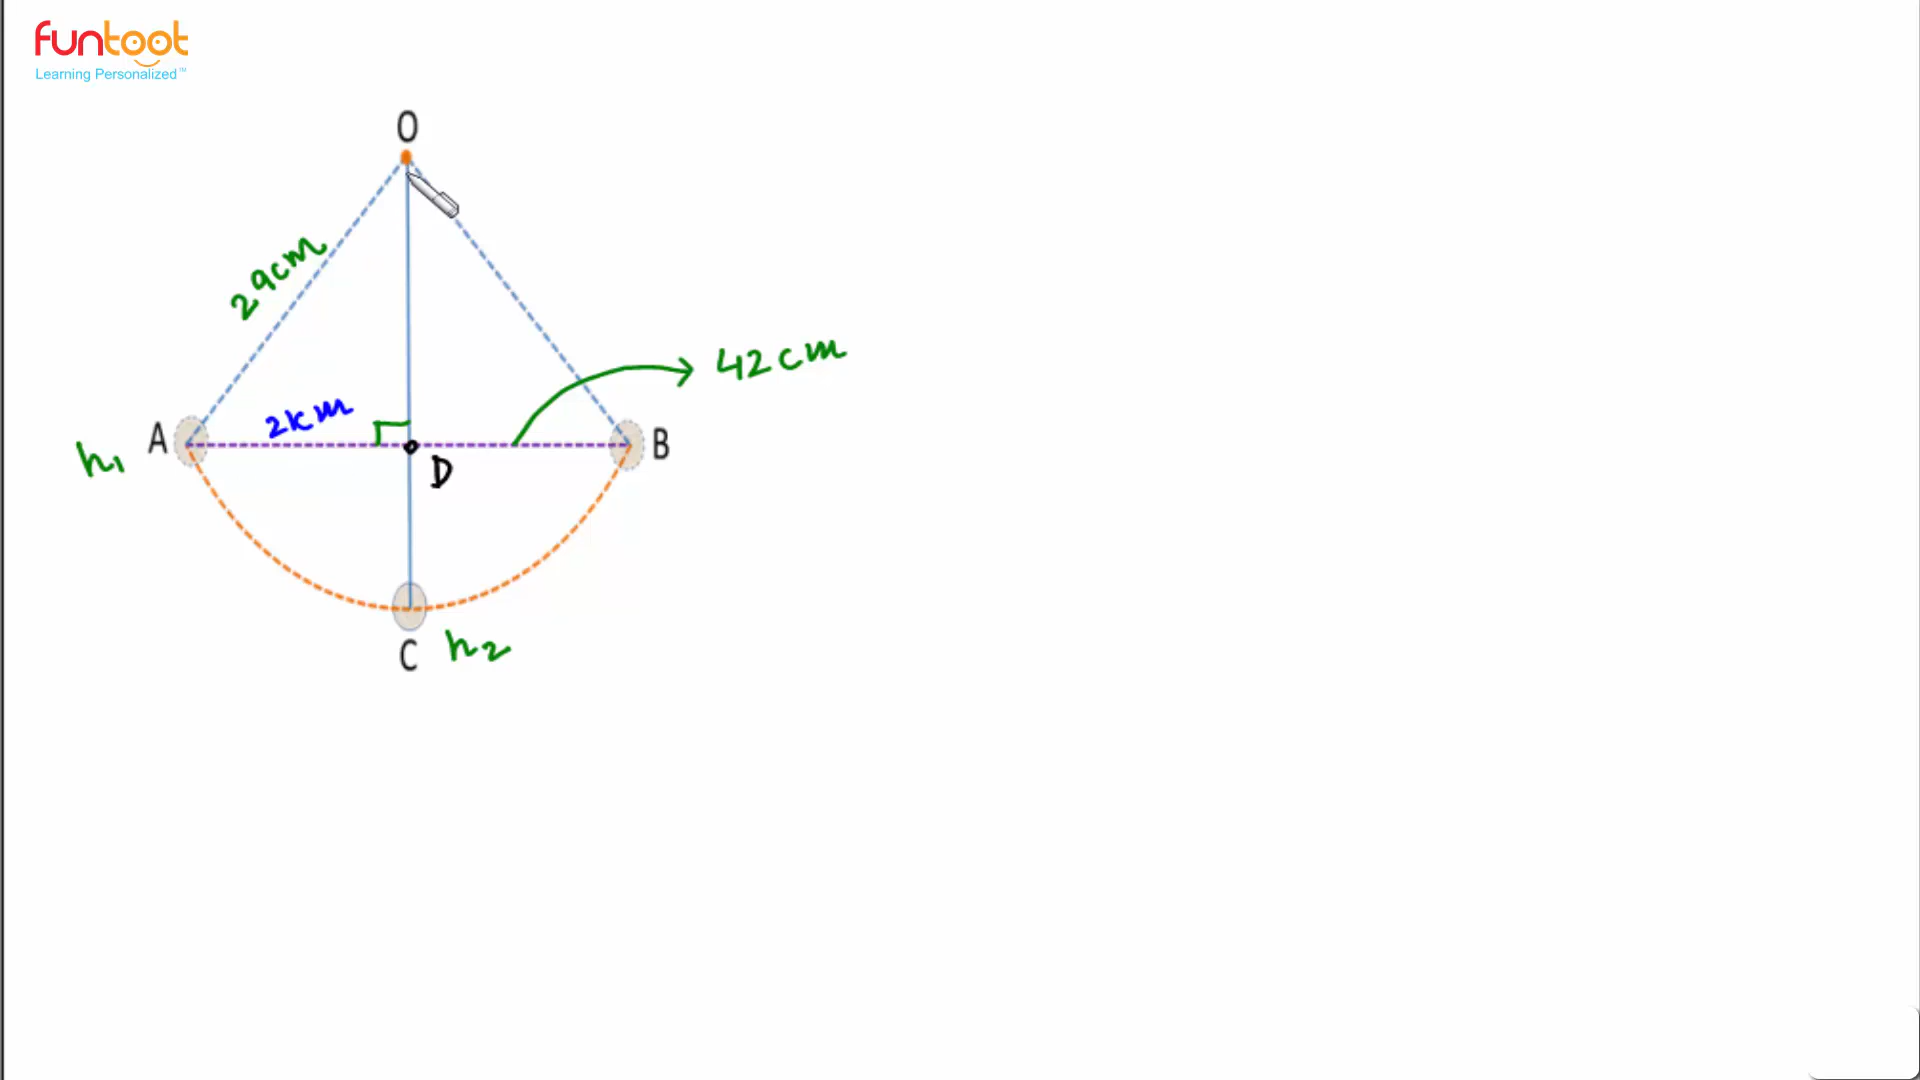 funtoot
Learning Personalized™
O
29cm
42cm
2km
A
B
h₁
D
C
h₂